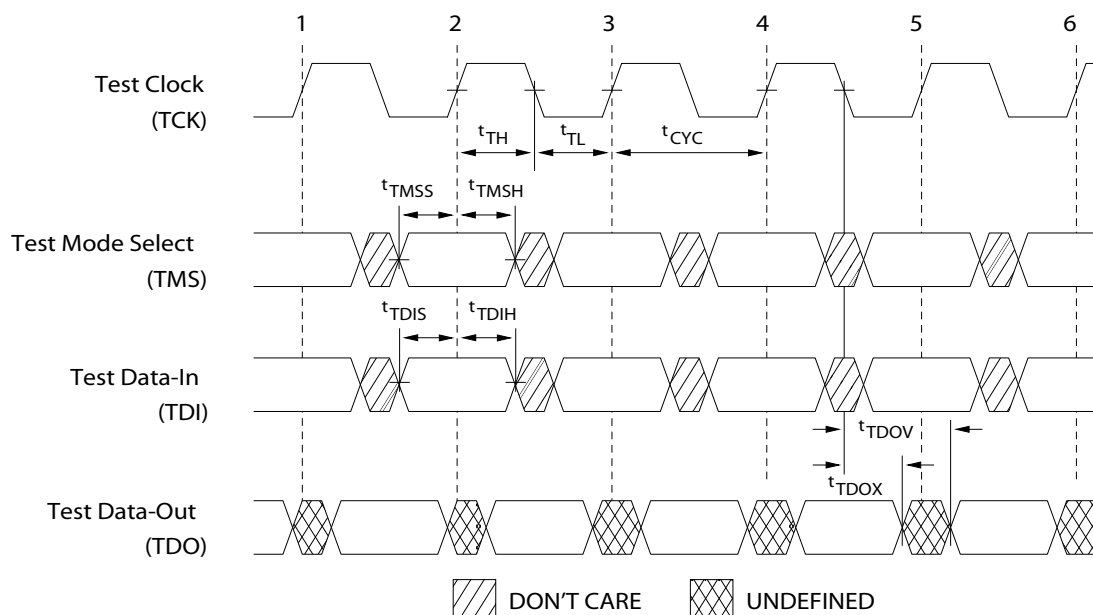 1 2 3 4 5 6
Test Clock
(TCK)
tTH tTL tCYC
tTMSS tTMSH
Test Mode Select
(TMS)
tTDIS tTDIH
Test Data-In
(TDI)
tTDOV
tTDOX
Test Data-Out
(TDO)
DON'T CARE UNDEFINED